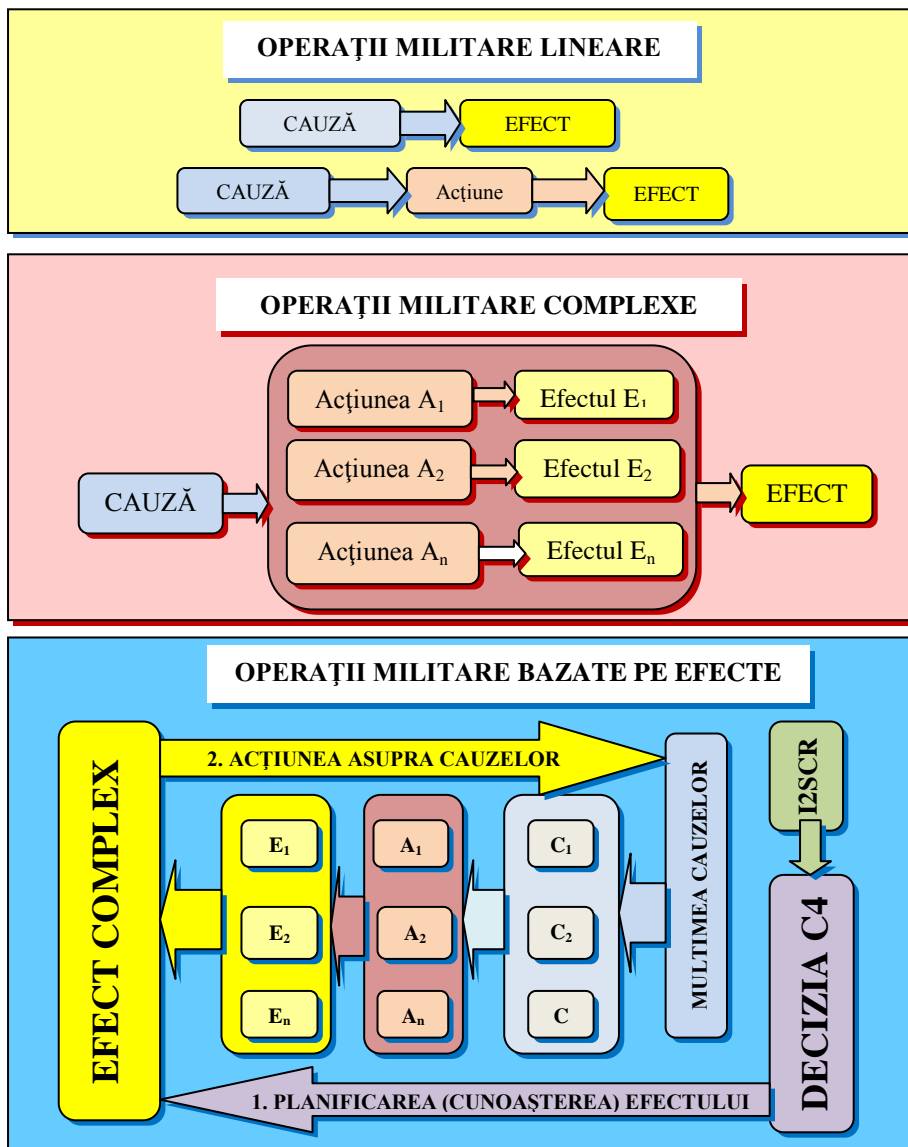 OPERAŢII MILITARE LINEARE
CAUZĂ
EFECT
CAUZĂ
Acţiune
EFECT
OPERAŢII MILITARE COMPLEXE
CAUZĂ
Acţiunea A1
Efectul E1
Acţiunea A2
Efectul E2
Acţiunea An
Efectul En
EFECT
OPERAŢII MILITARE BAZATE PE EFECTE
EFECT COMPLEX
2. ACŢIUNEA ASUPRA CAUZELOR
E1
E2
En
A1
A2
An
C1
C2
C
MULTIMEA CAUZELOR
I2SCR
DECIZIA C4
1. PLANIFICAREA (CUNOAŞTEREA) EFECTULUI